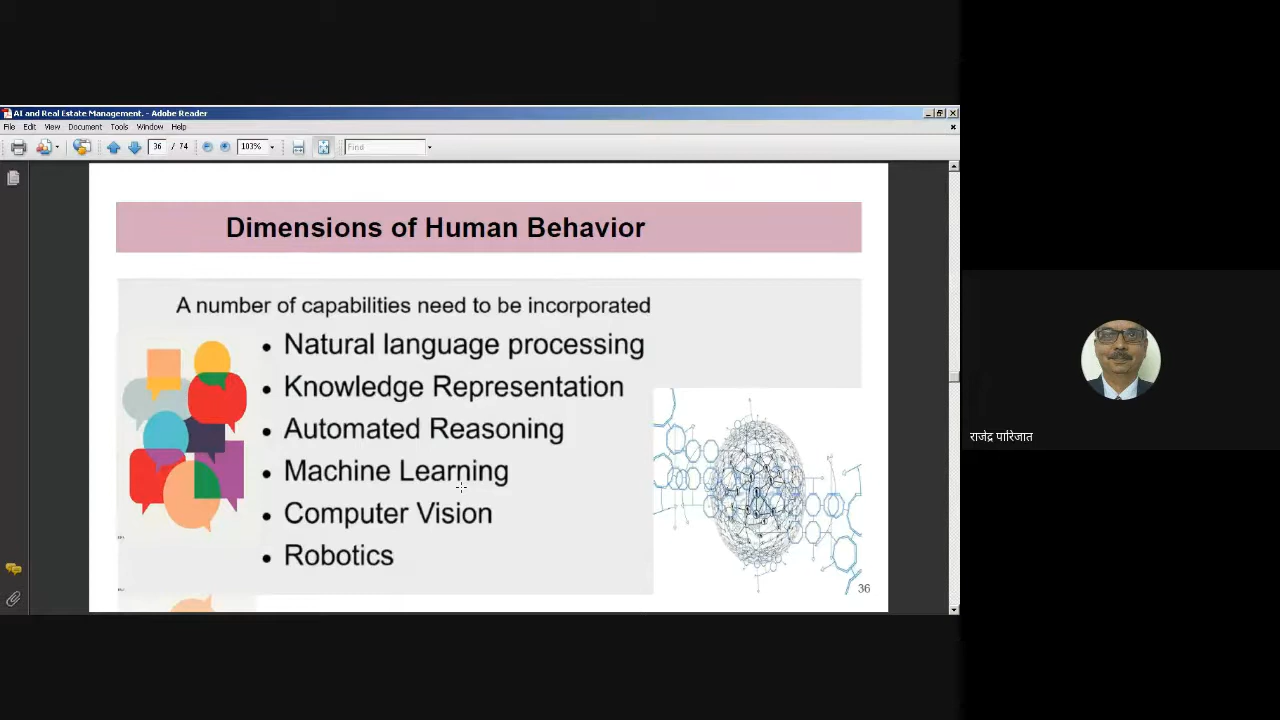 AI and Real Estate Management. - Adobe Reader
File Edit View Document Tools Window Help
36 / 74 103% Find
Dimensions of Human Behavior
A number of capabilities need to be incorporated
• Natural language processing
• Knowledge Representation
• Automated Reasoning
• Machine Learning
• Computer Vision
• Robotics
36
राजेंद्र पारिजात